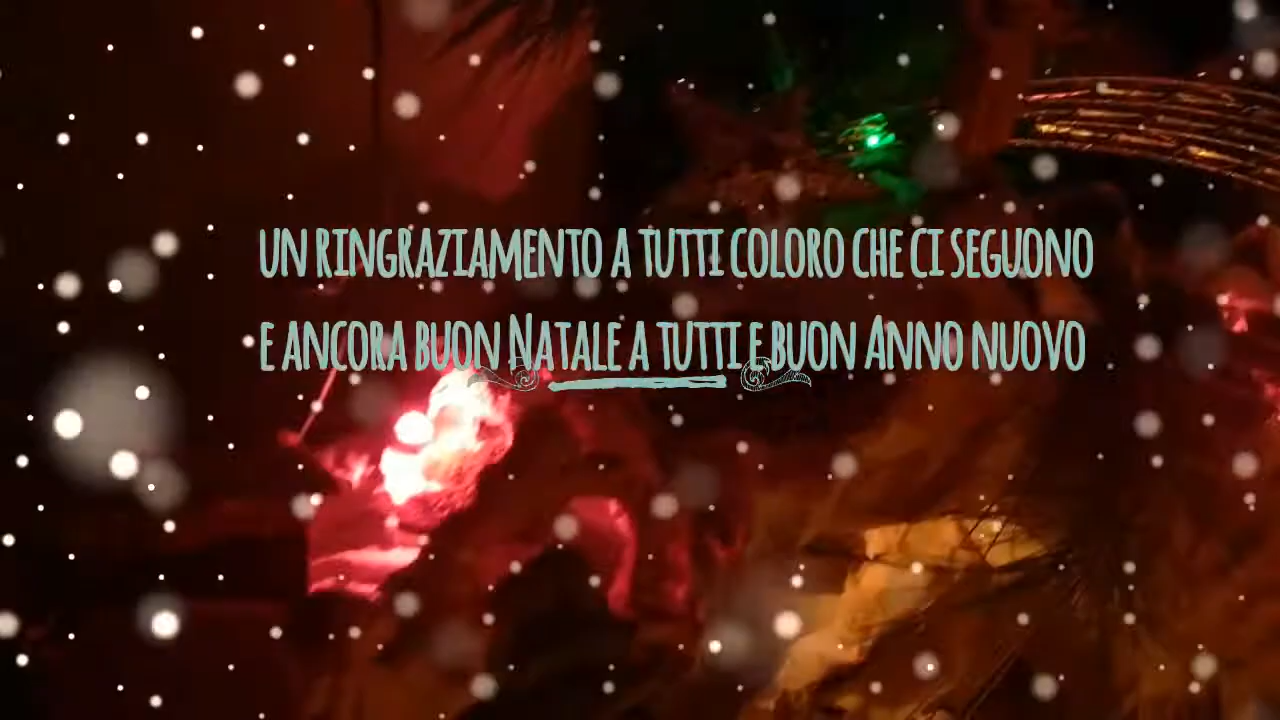 un ringraziamento a tutti coloro che ci seguono
e ancora buon Natale a tutti e buon Anno nuovo